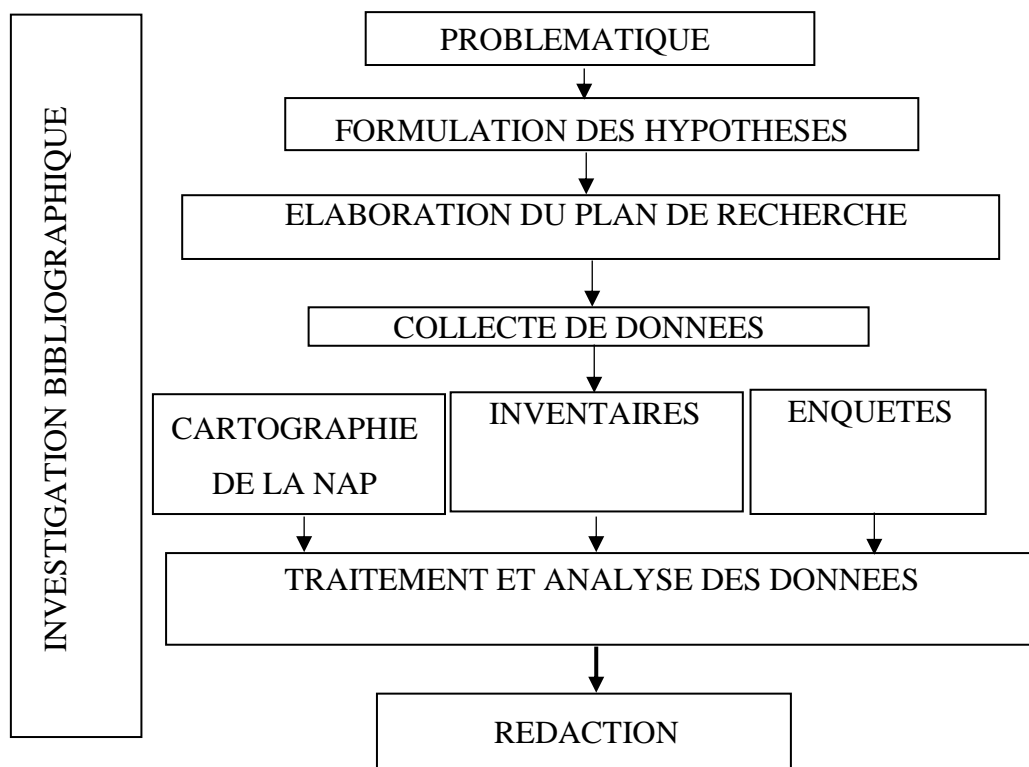 INVESTIGATION BIBLIOGRAPHIQUE
PROBLEMATIQUE
FORMULATION DES HYPOTHESES
ELABORATION DU PLAN DE RECHERCHE
COLLECTE DE DONNEES
CARTOGRAPHIE
DE LA NAP
INVENTAIRES
ENQUETES
TRAITEMENT ET ANALYSE DES DONNEES
REDACTION